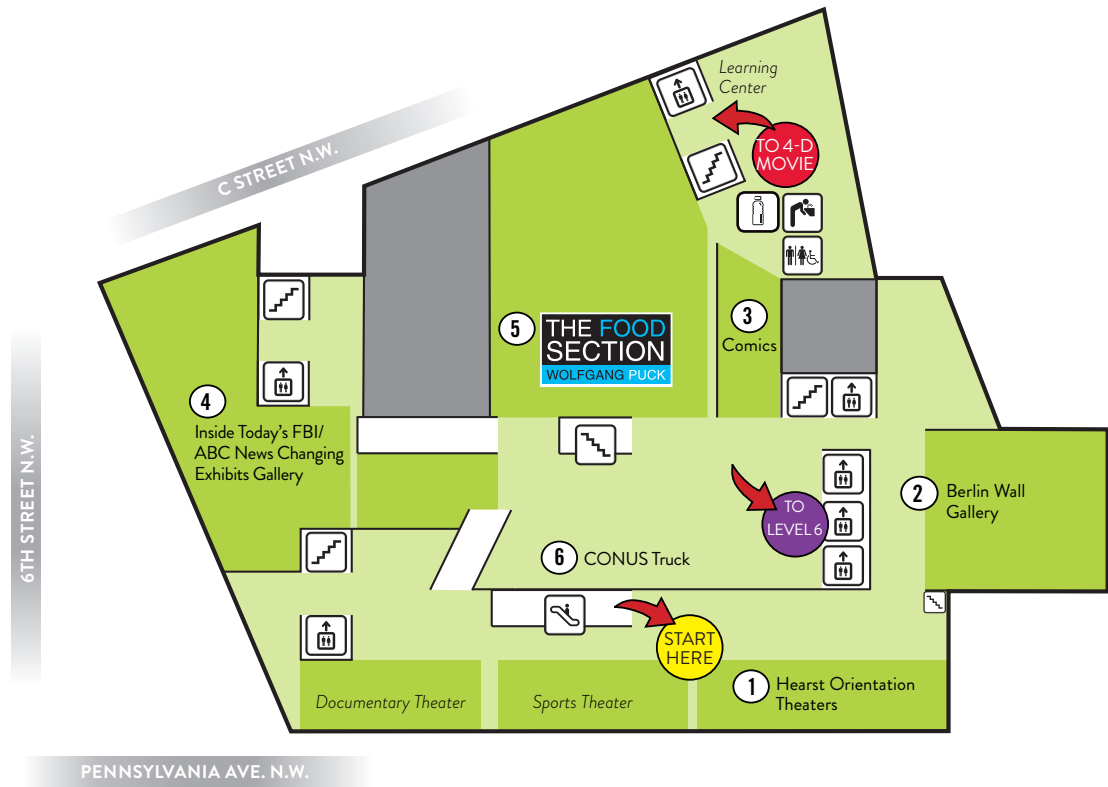 Learning
Center
TO 4-D
MOVIE
C STREET N.W.
5
THE FOOD
SECTION
WOLFGANG PUCK
3
Comics
4
Inside Today's FBI/
ABC News Changing
Exhibits Gallery
6TH STREET N.W.
TO
LEVEL 6
2
Berlin Wall
Gallery
6
CONUS Truck
START
HERE
1
Hearst Orientation
Theaters
Documentary Theater
Sports Theater
PENNSYLVANIA AVE. N.W.